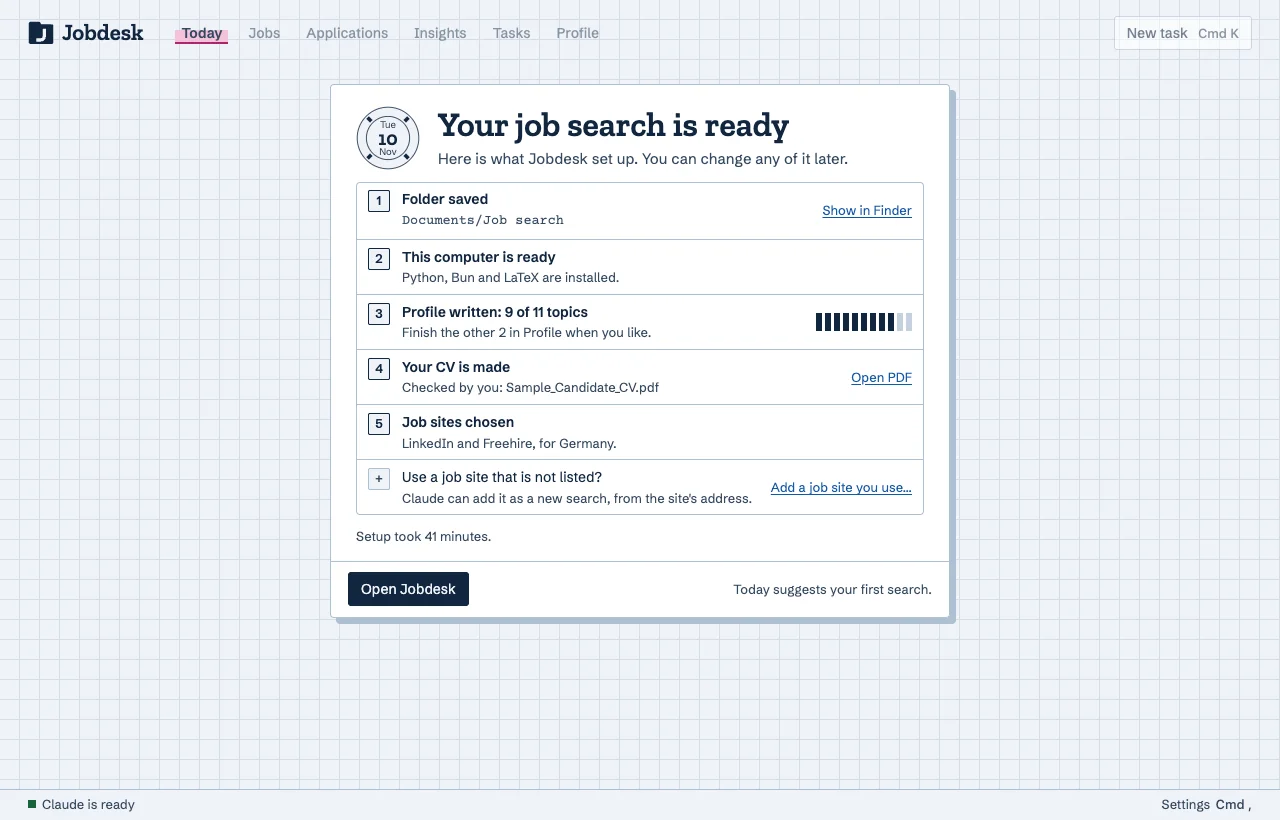 Jobdesk
Today
Jobs
Applications
Insights
Tasks
Profile
New task Cmd K
Tue
10
Nov
Your job search is ready
Here is what Jobdesk set up. You can change any of it later.
1
Folder saved
Documents/Job search
Show in Finder
2
This computer is ready
Python, Bun and LaTeX are installed.
3
Profile written: 9 of 11 topics
Finish the other 2 in Profile when you like.
4
Your CV is made
Checked by you: Sample_Candidate_CV.pdf
Open PDF
5
Job sites chosen
LinkedIn and Freehire, for Germany.
+
Use a job site that is not listed?
Claude can add it as a new search, from the site's address.
Add a job site you use...
Setup took 41 minutes.
Open Jobdesk
Today suggests your first search.
Claude is ready
Settings Cmd ,